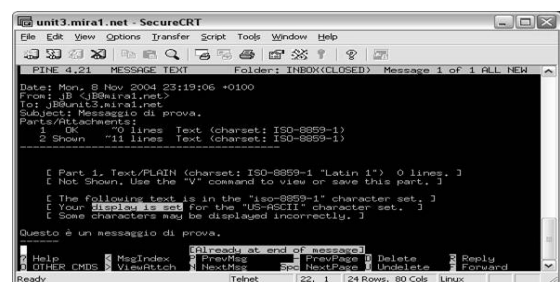 unit3.mira1.net - SecureCRT
File Edit View Options Transfer Script Tools Window Help
PINE 4.21 MESSAGE TEXT Folder: INBOX(CLOSED) Message 1 of 1 ALL NEW
Date: Mon, 8 Nov 2004 23:19:06 +0100
From: jB <jB@mira1.net>
To: jB@unit3.mira1.net
Subject: Messaggio di prova.
Parts/Attachments:
1 OK ~0 lines Text (charset: ISO-8859-1)
2 Shown ~11 lines Text (charset: ISO-8859-1)
----------------------------------------
[ Part 1, Text/PLAIN (charset: ISO-8859-1 "Latin 1") 0 lines. ]
[ Not Shown. Use the "V" command to view or save this part. ]
[ The following text is in the "iso-8859-1" character set. ]
[ Your display is set for the "US-ASCII" character set. ]
[ Some characters may be displayed incorrectly. ]
Questo è un messaggio di prova.
------
[Already at end of message]
? Help < MsgIndex P PrevMsg - PrevPage D Delete R Reply
O OTHER CMDS > ViewAttch N NextMsg Spc NextPage U Undelete F Forward
Ready Telnet 22, 1 24 Rows, 80 Cols Linux